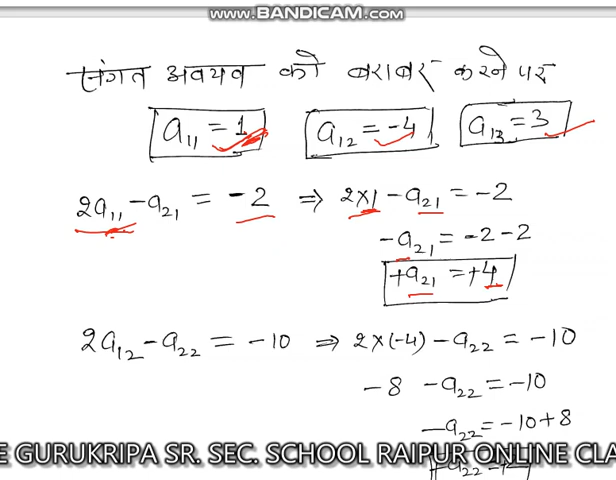 www.BANDICAM.com
संगत अवयव को बराबर करने पर
a₁₁ = 1 a₁₂ = -4 a₁₃ = 3
2a₁₁ - a₂₁ = -2 ⇒ 2×1 - a₂₁ = -2
-a₂₁ = -2 - 2
+a₂₁ = +4
2a₁₂ - a₂₂ = -10 ⇒ 2×(-4) - a₂₂ = -10
-8 - a₂₂ = -10
-a₂₂ = -10+8
E GURUKRIPA SR. SEC. SCHOOL RAIPUR ONLINE CLA